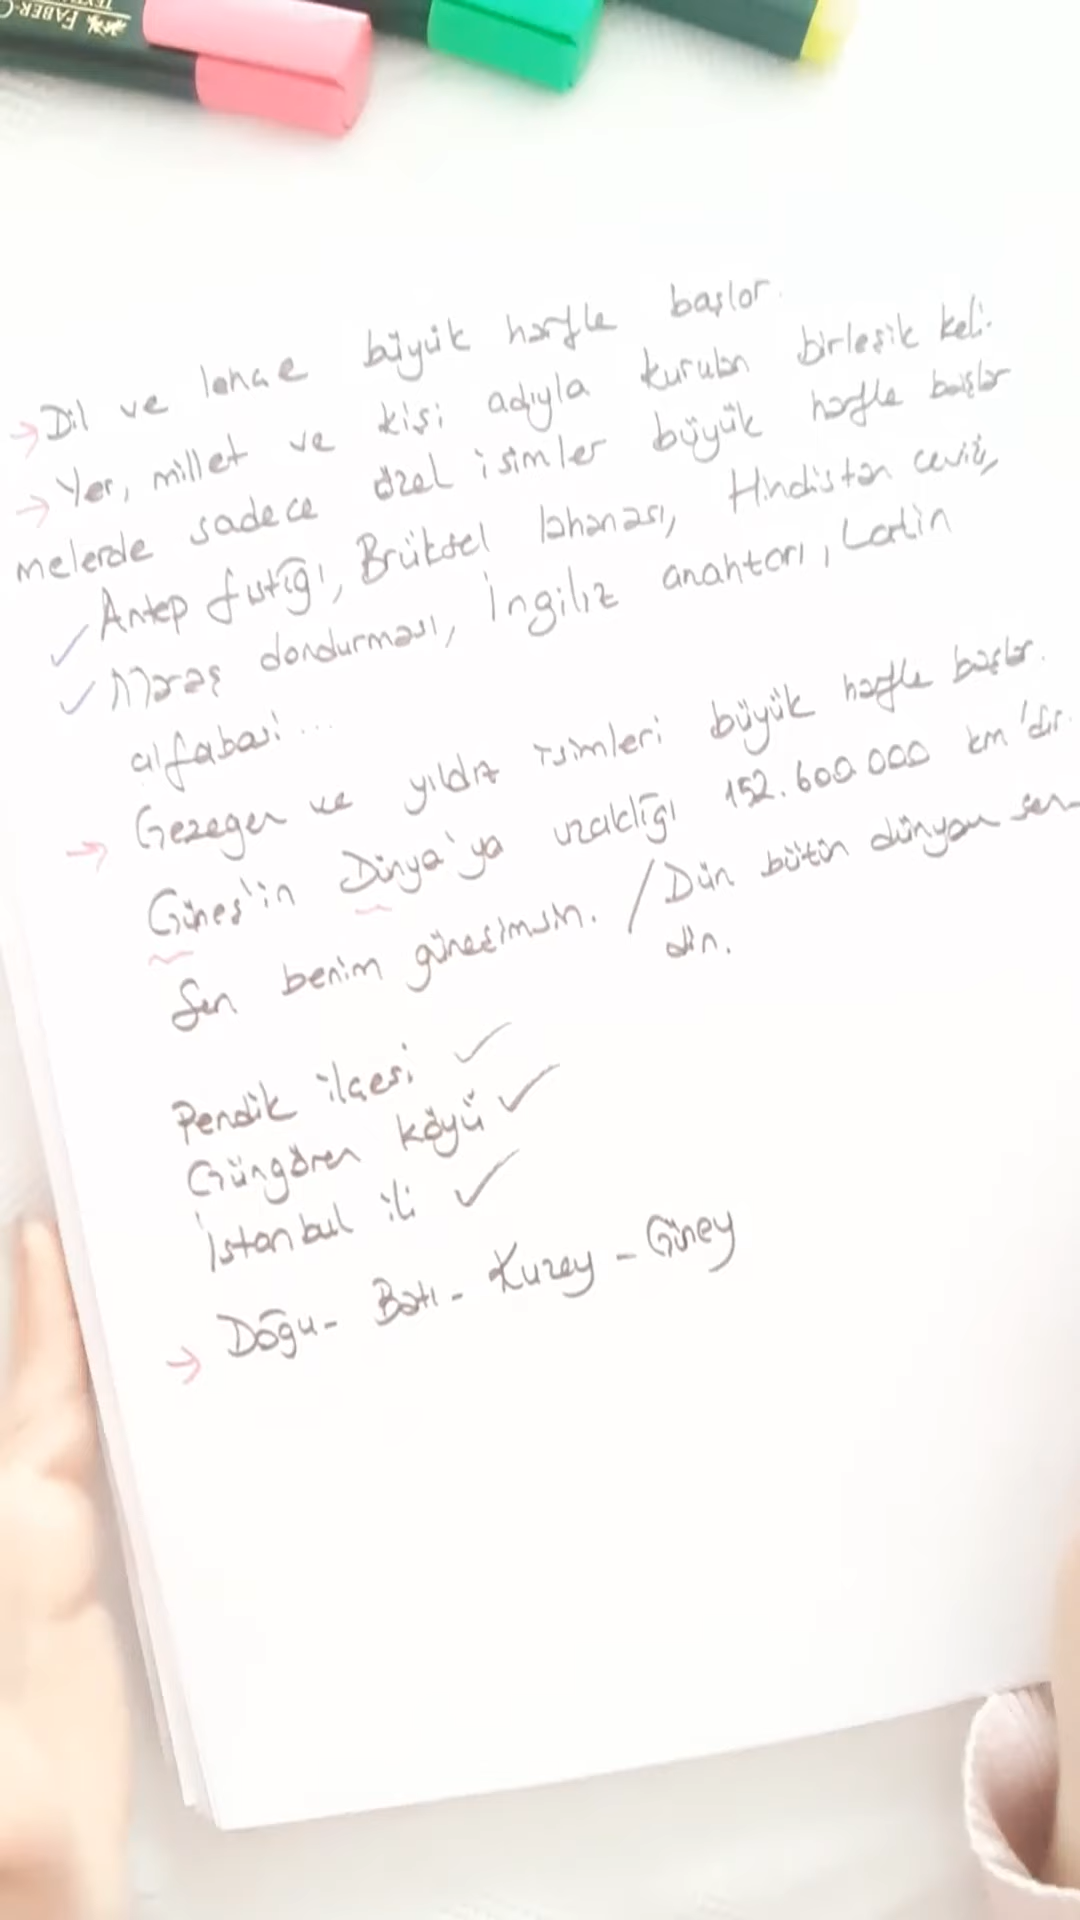 FABER-C
→ Dil ve lehçe büyük harfle başlar.
→ Yer, millet ve kişi adıyla kurulan birleşik keli-
melerde sadece özel isimler büyük harfle başlar
✓ Antep fıstığı, Brüksel lahanası, Hindistan cevizi,
✓ Maraş dondurması, İngiliz anahtarı, Latin
alfabesi...
→ Gezegen ve yıldız isimleri büyük harfle başlar.
Güneş'in Dünya'ya uzaklığı 152.600.000 km'dir.
Sen benim güneşimsin. / Dün bütün dünyam sen-
din.
Pendik ilçesi ✓
Güngören köyü ✓
İstanbul ili ✓
→ Doğu - Batı - Kuzey - Güney